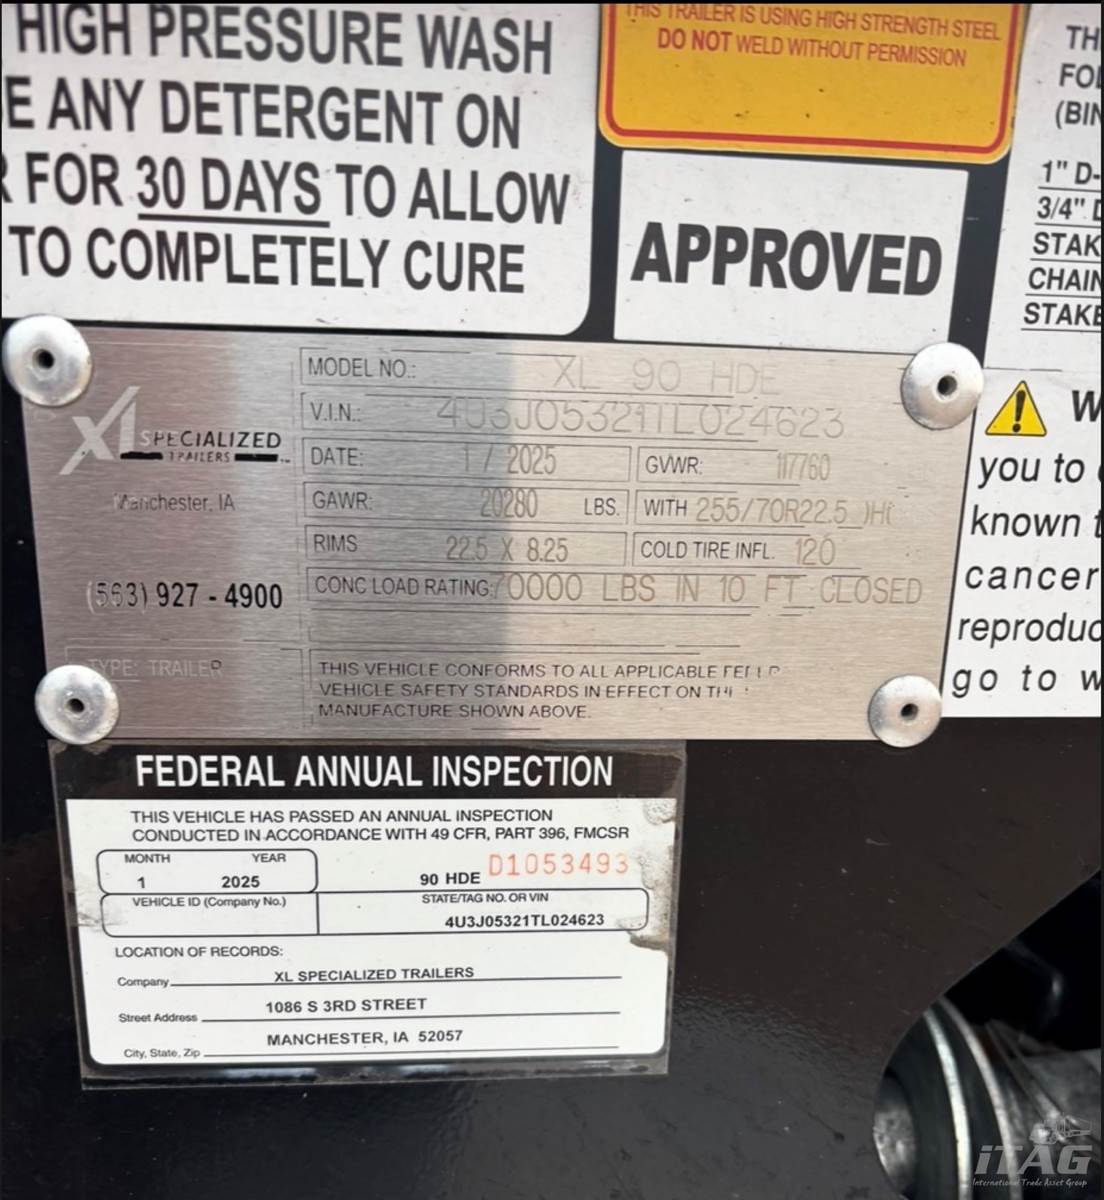 HIGH PRESSURE WASH
E ANY DETERGENT ON
R FOR 30 DAYS TO ALLOW
TO COMPLETELY CURE
THIS TRAILER IS USING HIGH STRENGTH STEEL
DO NOT WELD WITHOUT PERMISSION
APPROVED
TH
FOL
(BIN
1" D-
3/4" D
STAK
CHAIN
STAKE
MODEL NO.: XL 90 HDE
V.I.N.: 4U3J05321TL024623
XL SPECIALIZED
TRAILERS
DATE: 1 / 2025 GVWR: 117760
Manchester, IA
GAWR: 20280 LBS. WITH 255/70R22.5 )H(
RIMS 22.5 X 8.25 COLD TIRE INFL. 120
(563) 927 - 4900
CONC LOAD RATING: 70000 LBS IN 10 FT CLOSED
TYPE: TRAILER
THIS VEHICLE CONFORMS TO ALL APPLICABLE
VEHICLE SAFETY STANDARDS IN EFFECT ON
MANUFACTURE SHOWN ABOVE.
W
you to
known t
cancer
reproduc
go to w
FEDERAL ANNUAL INSPECTION
THIS VEHICLE HAS PASSED AN ANNUAL INSPECTION
CONDUCTED IN ACCORDANCE WITH 49 CFR, PART 396, FMCSR
MONTH YEAR
1 2025 90 HDE D1053493
VEHICLE ID (Company No.) STATE/TAG NO. OR VIN
4U3J05321TL024623
LOCATION OF RECORDS:
Company XL SPECIALIZED TRAILERS
Street Address 1086 S 3RD STREET
City, State, Zip MANCHESTER, IA 52057
iTAG
International Trade Asset Group